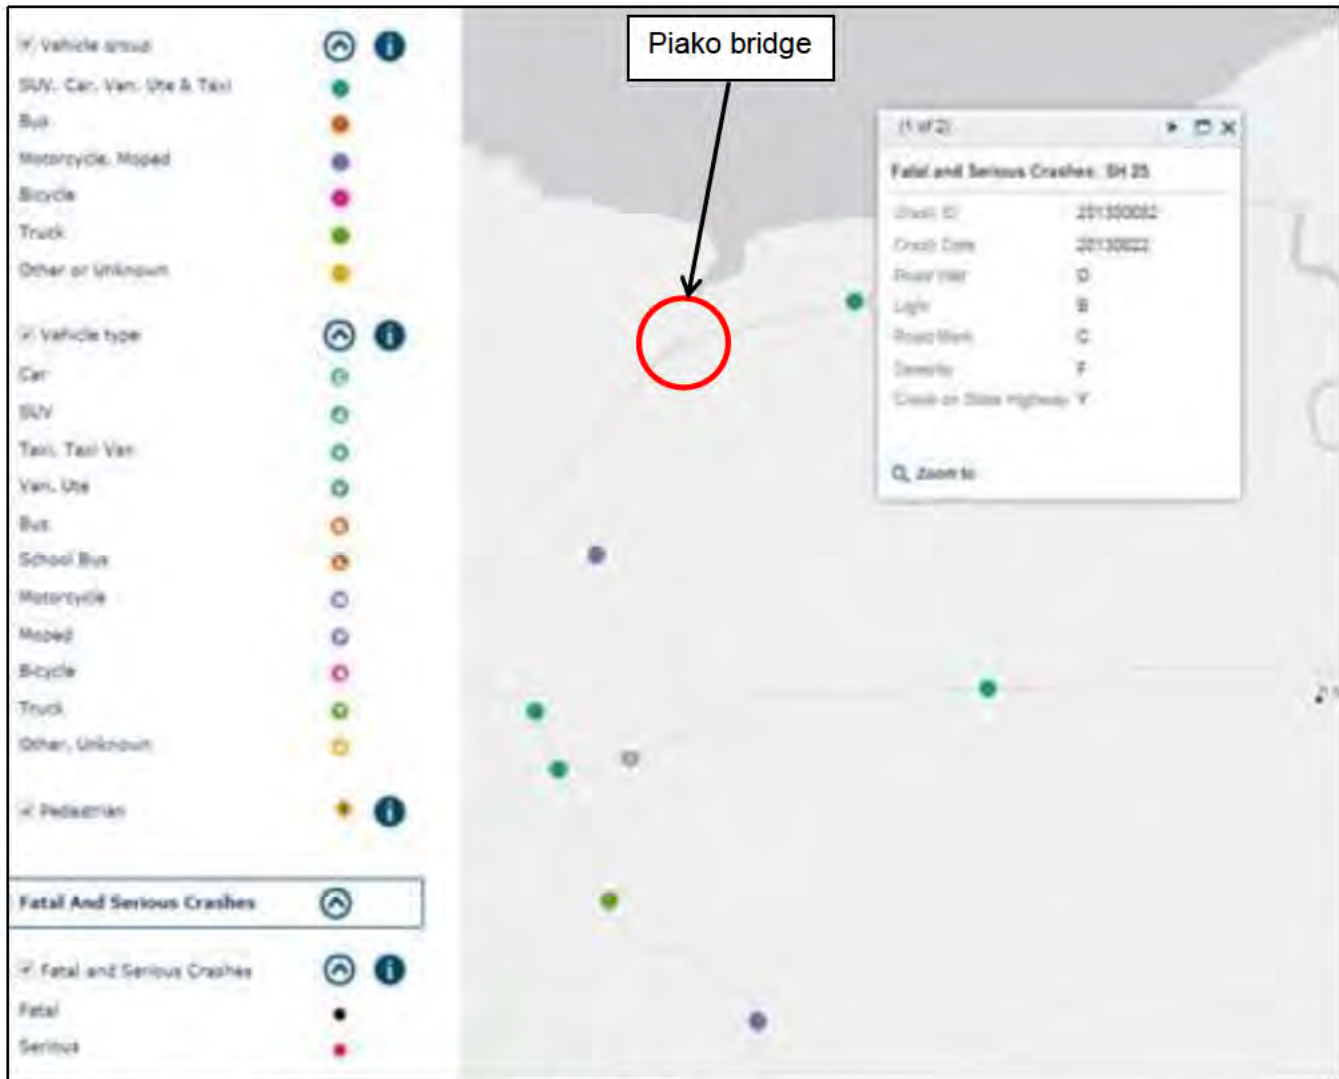 Vehicle group
SUV, Car, Van, Ute & Taxi
Bus
Motorcycle, Moped
Bicycle
Truck
Other or Unknown
Vehicle type
Car
SUV
Taxi, Taxi Van
Van, Ute
Bus
School Bus
Motorcycle
Moped
Bicycle
Truck
Other, Unknown
Pedestrian
Fatal And Serious Crashes
Fatal and Serious Crashes
Fatal
Serious
Piako bridge
(1 of 2)
Fatal and Serious Crashes: SH 25
Crash ID
Crash Date 20130822
Road Wet D
Light B
Road Mark C
Severity F
Crash on State Highway Y
Zoom to